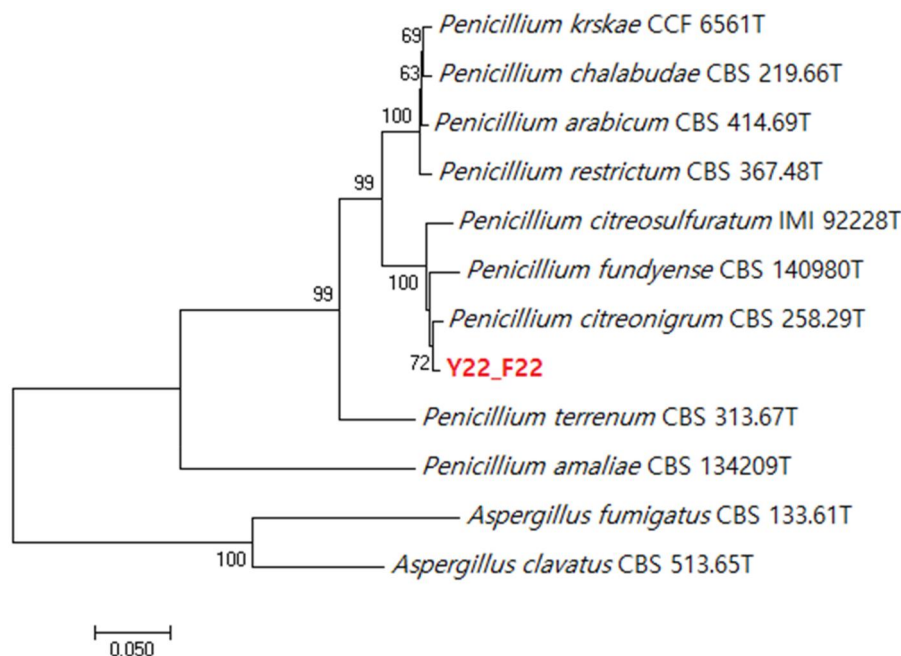 69
Penicillium krskae CCF 6561T
63
Penicillium chalabudae CBS 219.66T
100
Penicillium arabicum CBS 414.69T
Penicillium restrictum CBS 367.48T
99
Penicillium citreosulfuratum IMI 92228T
100
Penicillium fundyense CBS 140980T
99
Penicillium citreonigrum CBS 258.29T
72
Y22_F22
Penicillium terrenum CBS 313.67T
Penicillium amaliae CBS 134209T
Aspergillus fumigatus CBS 133.61T
100
Aspergillus clavatus CBS 513.65T
0.050